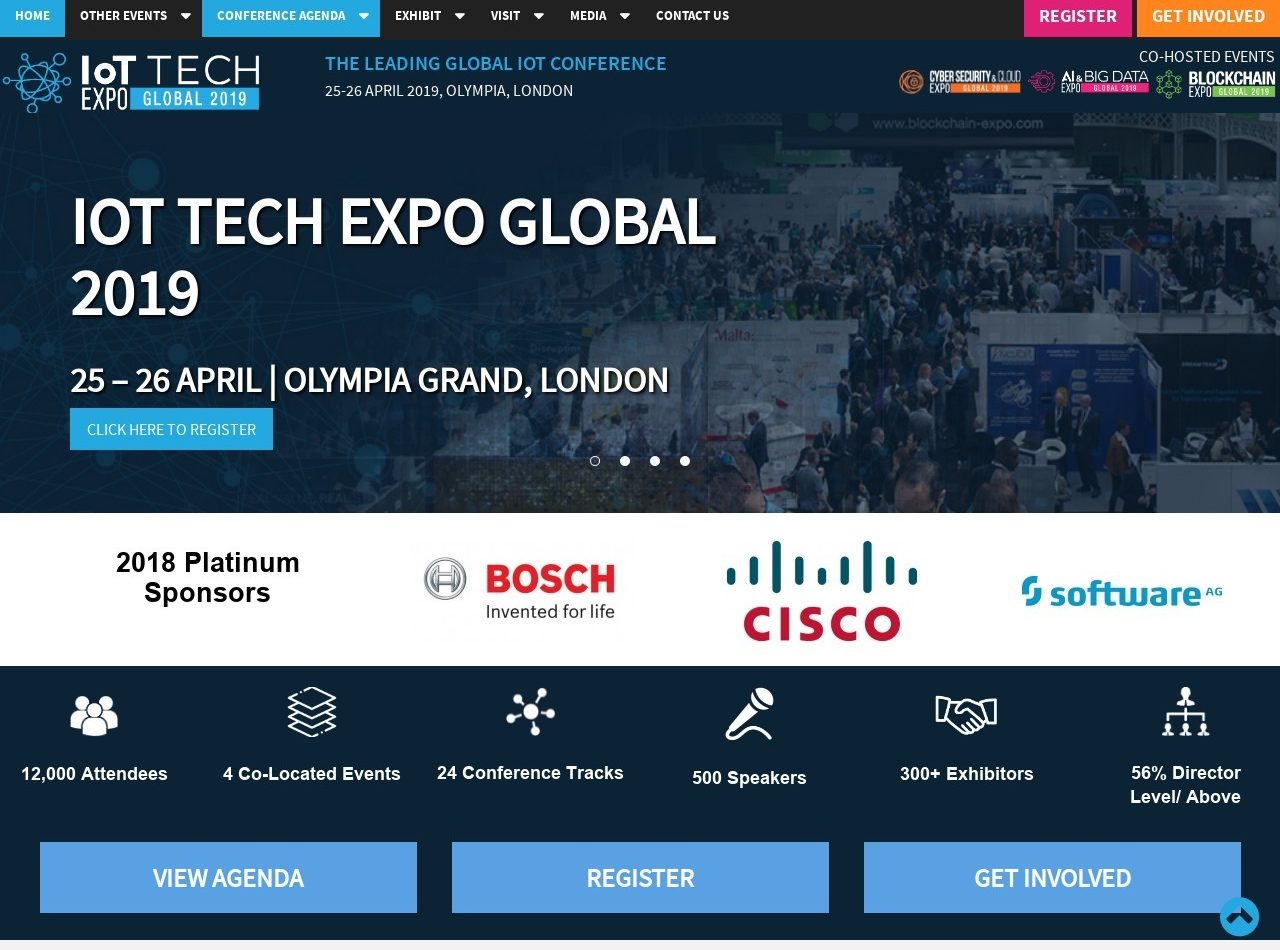 HOME OTHER EVENTS CONFERENCE AGENDA EXHIBIT VISIT MEDIA CONTACT US REGISTER GET INVOLVED
IoT TECH
EXPO GLOBAL 2019
THE LEADING GLOBAL IOT CONFERENCE
25-26 APRIL 2019, OLYMPIA, LONDON
CO-HOSTED EVENTS
CYBER SECURITY & CLOUD
EXPO GLOBAL 2019
AI & BIG DATA
EXPO GLOBAL 2019
BLOCKCHAIN
EXPO GLOBAL 2019
www.blockchain-expo.com
IOT TECH EXPO GLOBAL
2019
Malta:
25 – 26 APRIL | OLYMPIA GRAND, LONDON
CLICK HERE TO REGISTER
2018 Platinum
Sponsors
BOSCH
Invented for life
CISCO
software AG
12,000 Attendees
4 Co-Located Events
24 Conference Tracks
500 Speakers
300+ Exhibitors
56% Director
Level/ Above
VIEW AGENDA
REGISTER
GET INVOLVED